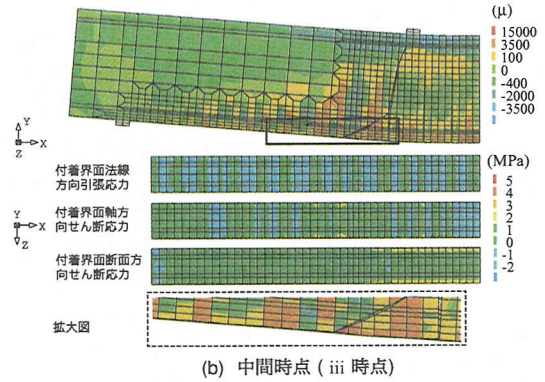 (μ)
15000
3500
100
0
-400
-2000
-3500
Y
Z
X
(MPa)
付着界面法線
方向引張応力
5
4
3
2
1
0
-1
-2
付着界面軸方
向せん断応力
Y
X
Z
付着界面断面方
向せん断応力
拡大図
(b) 中間時点 ( iii 時点)